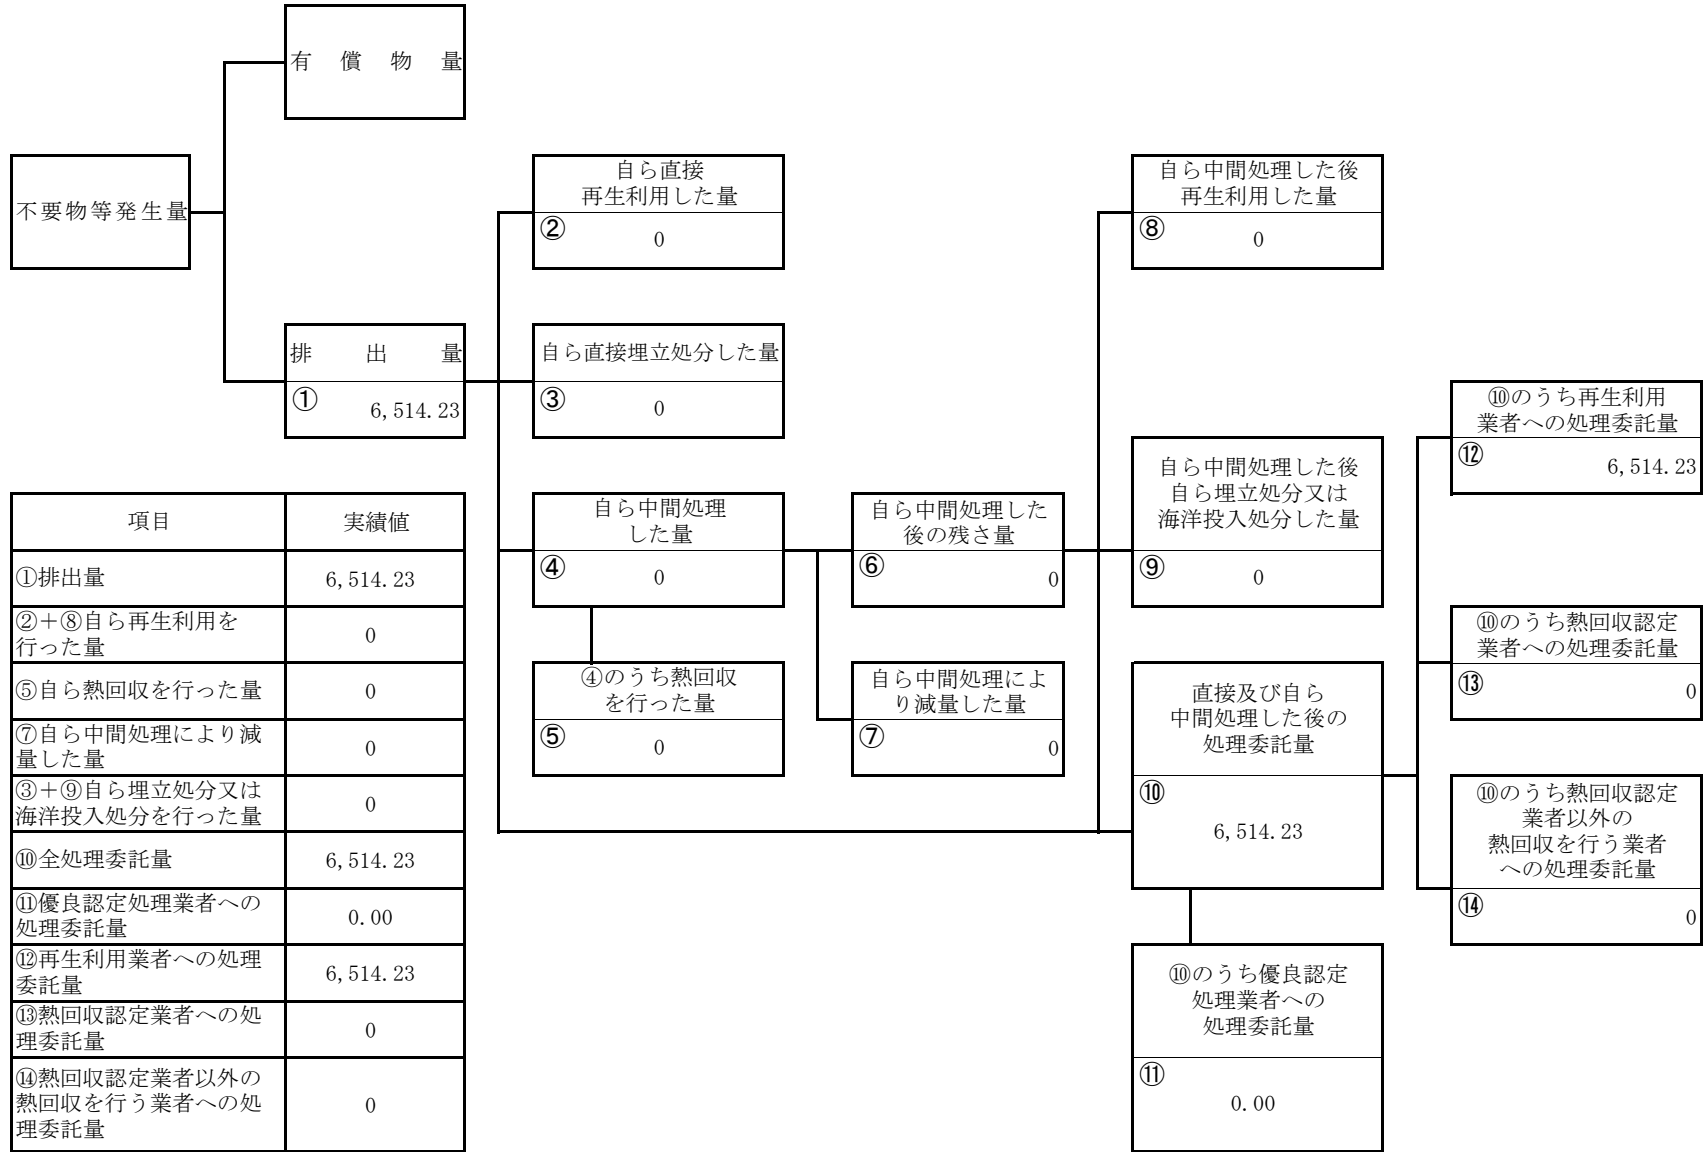 有償物量
不要物等発生量
自ら直接
再生利用した量
② 0
自ら中間処理した後
再生利用した量
⑧ 0
排出量
① 6,514.23
自ら直接埋立処分した量
③ 0
⑩のうち再生利用
業者への処理委託量
⑫ 6,514.23
自ら中間処理
した量
④ 0
自ら中間処理した
後の残さ量
⑥ 0
自ら中間処理した後
自ら埋立処分又は
海洋投入処分した量
⑨ 0
④のうち熱回収
を行った量
⑤ 0
自ら中間処理によ
り減量した量
⑦ 0
直接及び自ら
中間処理した後の
処理委託量
⑩
6,514.23
⑩のうち熱回収認定
業者への処理委託量
⑬ 0
⑩のうち熱回収認定
業者以外の
熱回収を行う業者
への処理委託量
⑭ 0
⑩のうち優良認定
処理業者への
処理委託量
⑪
0.00
項目 実績値
①排出量 6,514.23
②＋⑧自ら再生利用を
行った量 0
⑤自ら熱回収を行った量 0
⑦自ら中間処理により減
量した量 0
③＋⑨自ら埋立処分又は
海洋投入処分を行った量 0
⑩全処理委託量 6,514.23
⑪優良認定処理業者への
処理委託量 0.00
⑫再生利用業者への処理
委託量 6,514.23
⑬熱回収認定業者への処
理委託量 0
⑭熱回収認定業者以外の
熱回収を行う業者への処
理委託量 0